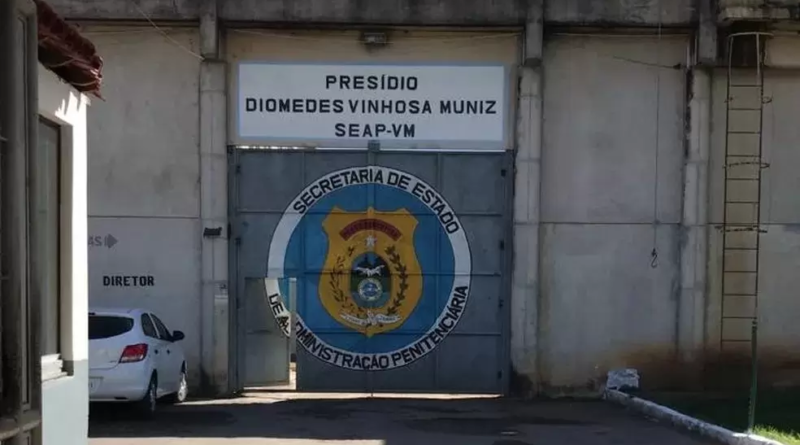 PRESÍDIO
DIOMEDES VINHOSA MUNIZ
SEAP-VM
SECRETARIA DE ESTADO
DE ADMINISTRAÇÃO PENITENCIÁRIA
DIRETOR